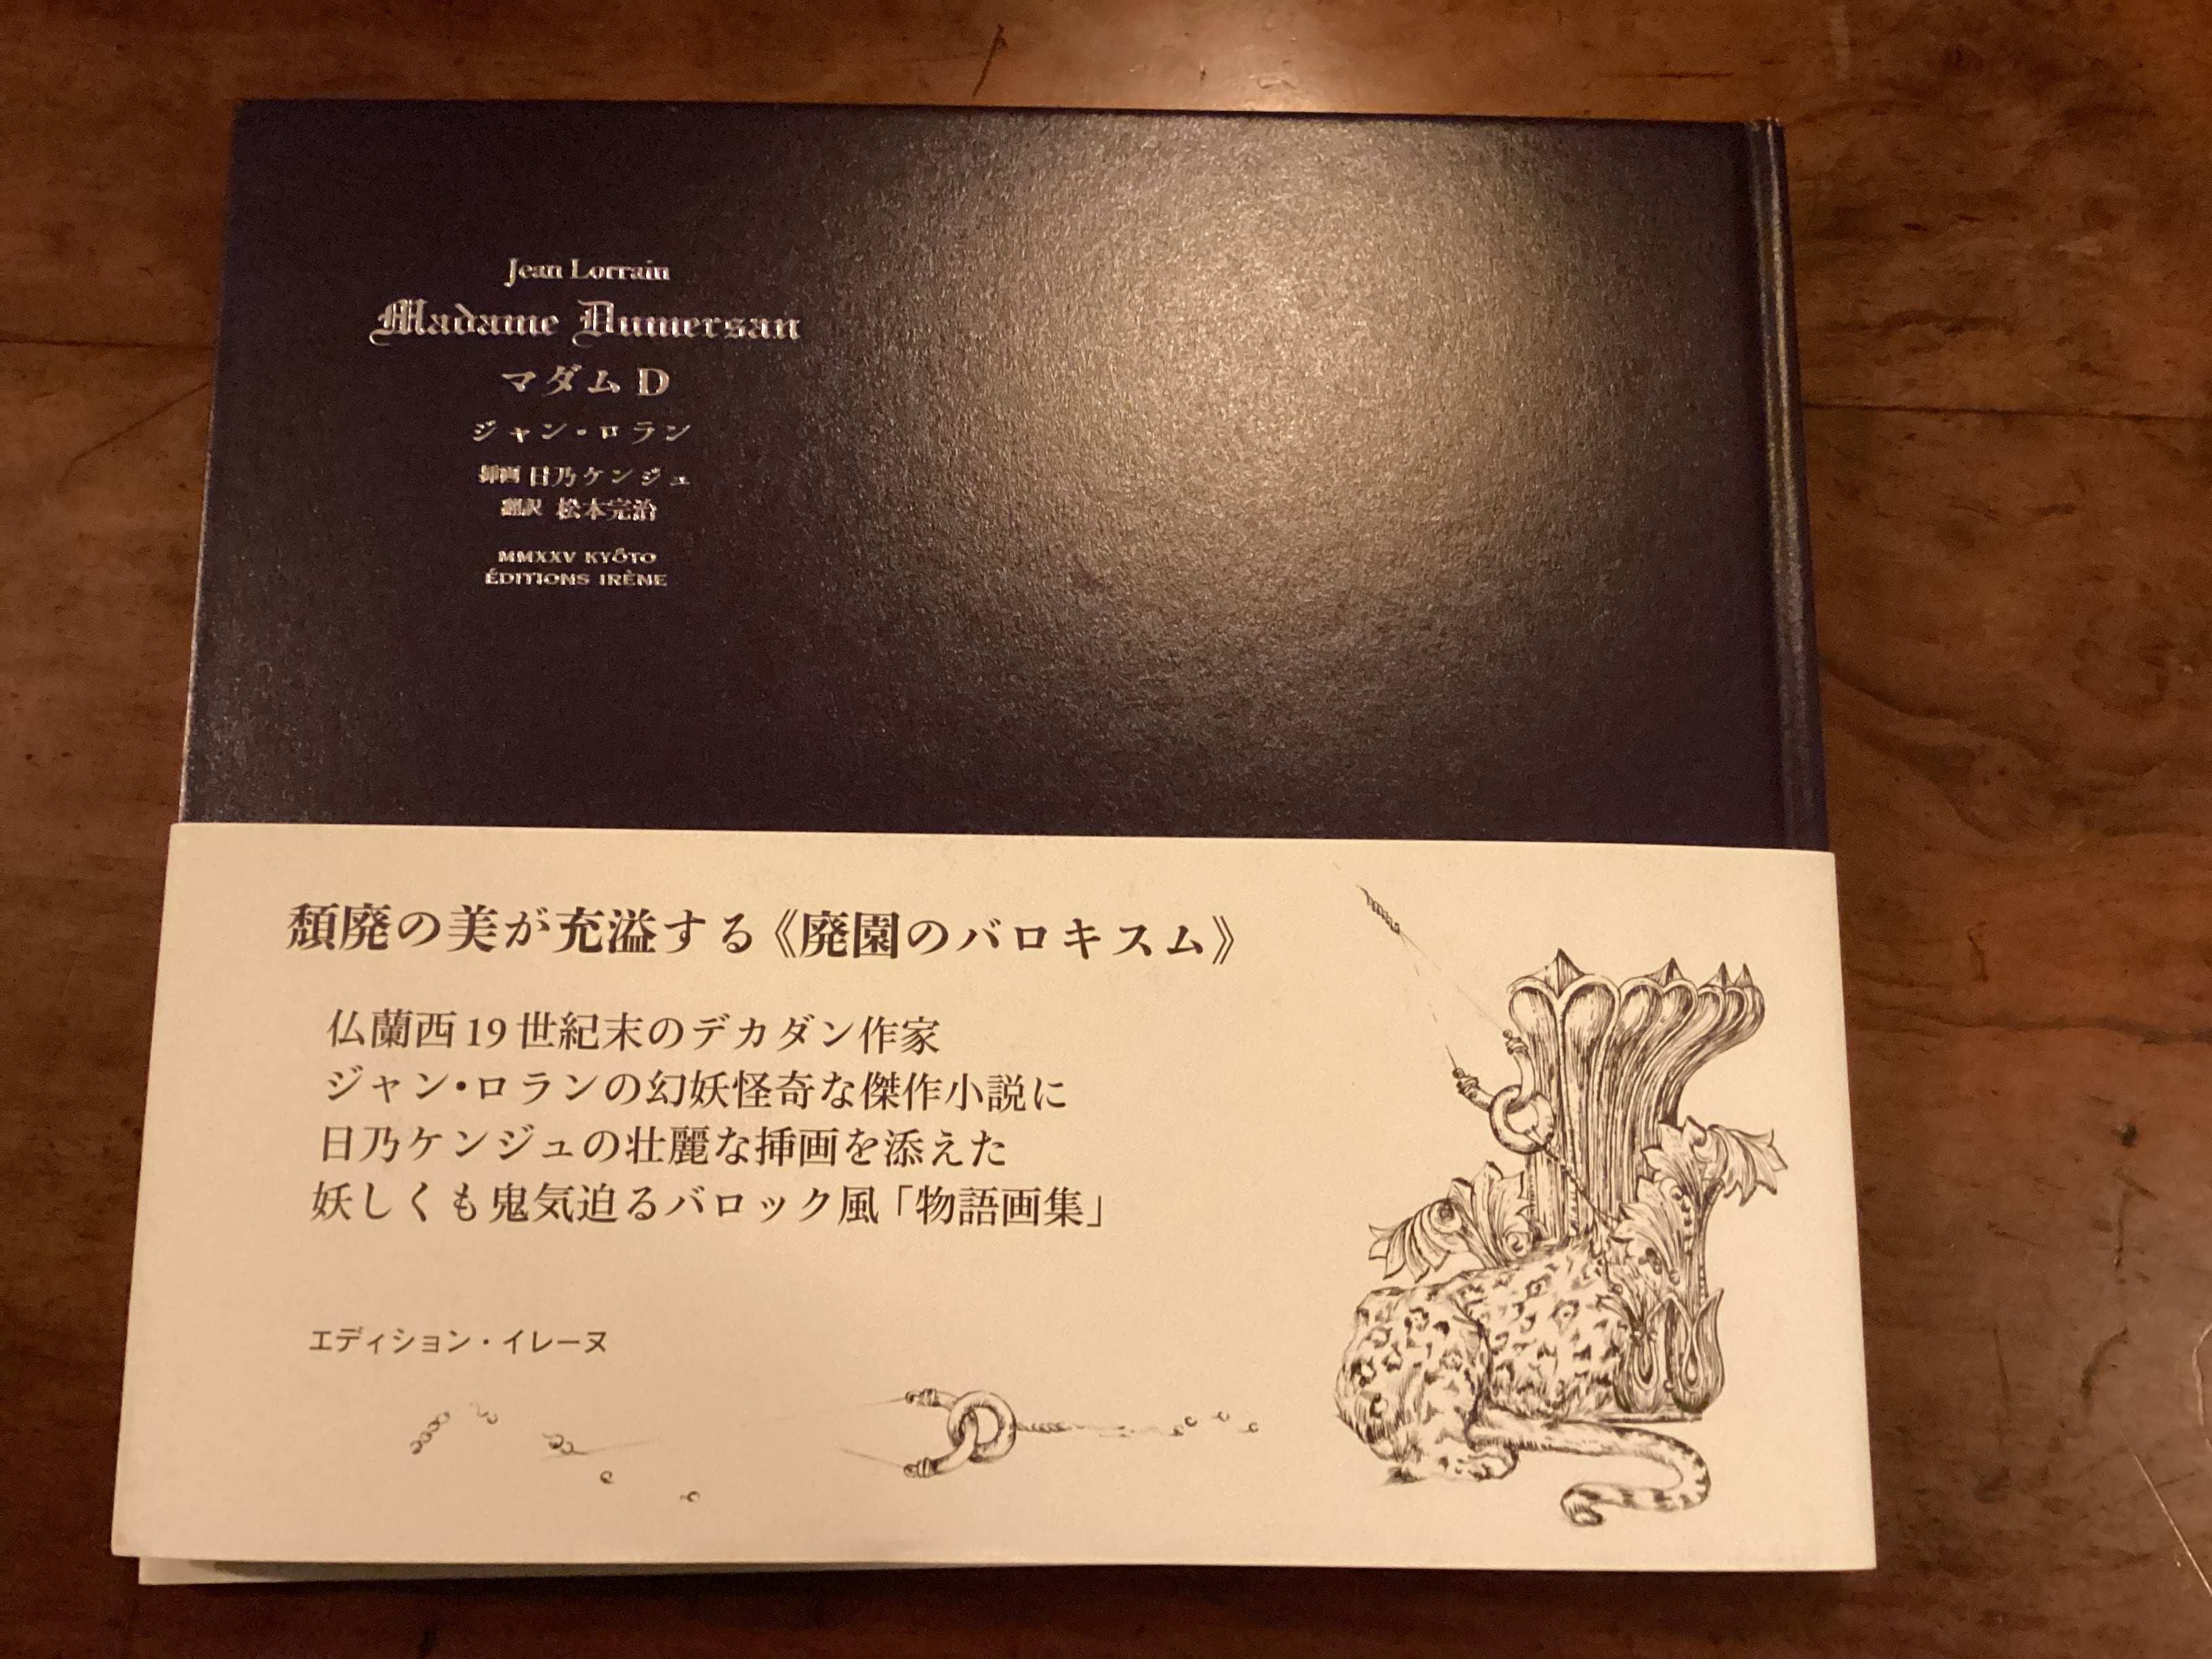 Jean Lorrain
Madame Dumersan
マダム D
ジャン・ロラン
挿画 日乃ケンジュ
翻訳 松本完治
MMXXV KYŌTO
ÉDITIONS IRÈNE
頽廃の美が充溢する《廃園のバロキスム》
仏蘭西19世紀末のデカダン作家
ジャン・ロランの幻妖怪奇な傑作小説に
日乃ケンジュの壮麗な挿画を添えた
妖しくも鬼気迫るバロック風「物語画集」
エディション・イレーヌ